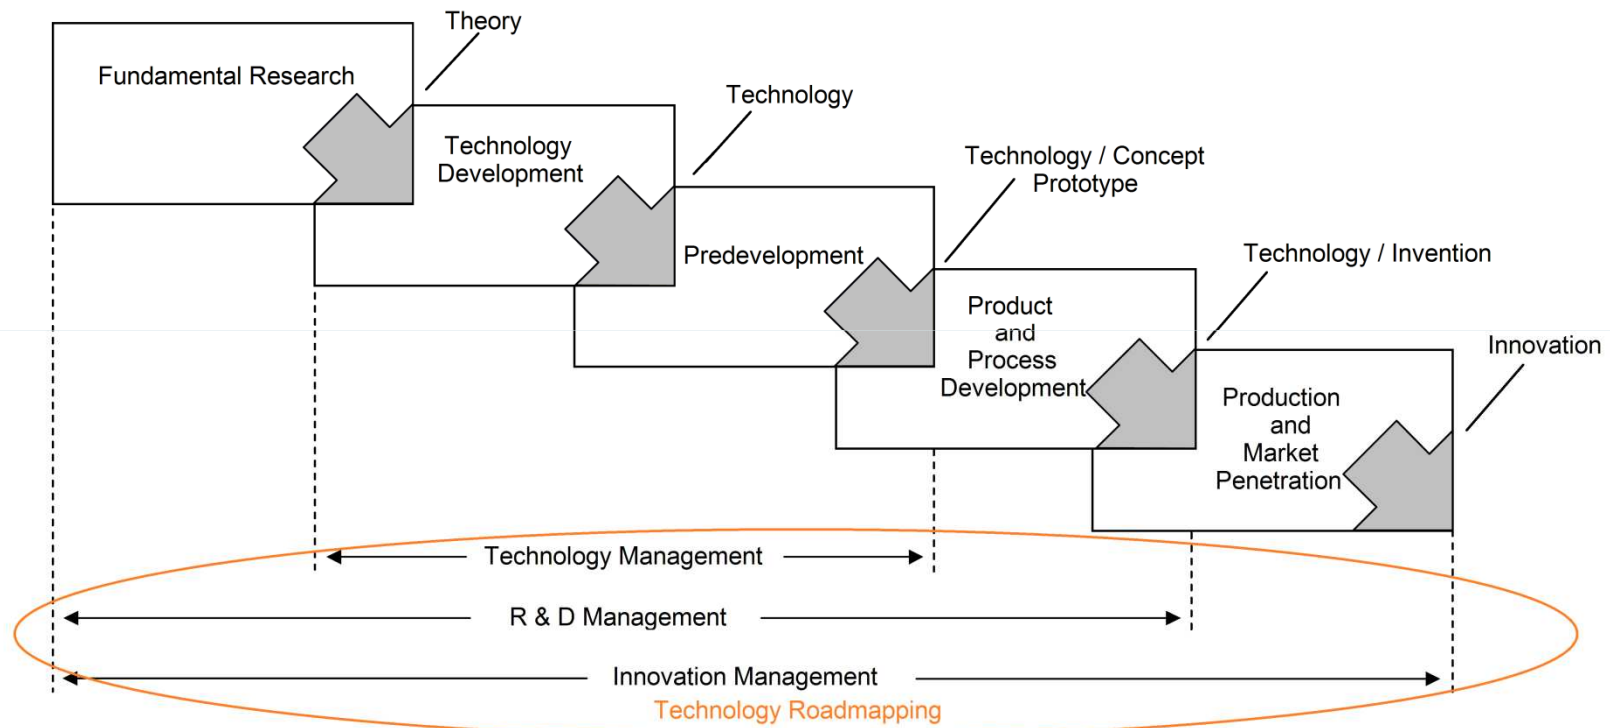 Theory
Fundamental Research
Technology
Technology
Development
Technology / Concept
Prototype
Predevelopment
Technology / Invention
Product
and
Process
Development
Innovation
Production
and
Market
Penetration
Technology Management
R & D Management
Innovation Management
Technology Roadmapping